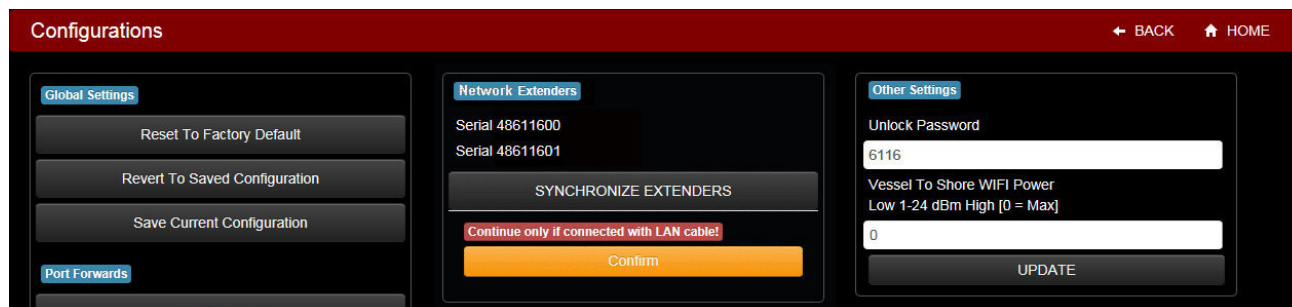 Configurations
BACK
HOME
Global Settings
Reset To Factory Default
Revert To Saved Configuration
Save Current Configuration
Port Forwards
Network Extenders
Serial 48611600
Serial 48611601
SYNCHRONIZE EXTENDERS
Continue only if connected with LAN cable!
Confirm
Other Settings
Unlock Password
6116
Vessel To Shore WIFI Power
Low 1-24 dBm High [0 = Max]
0
UPDATE